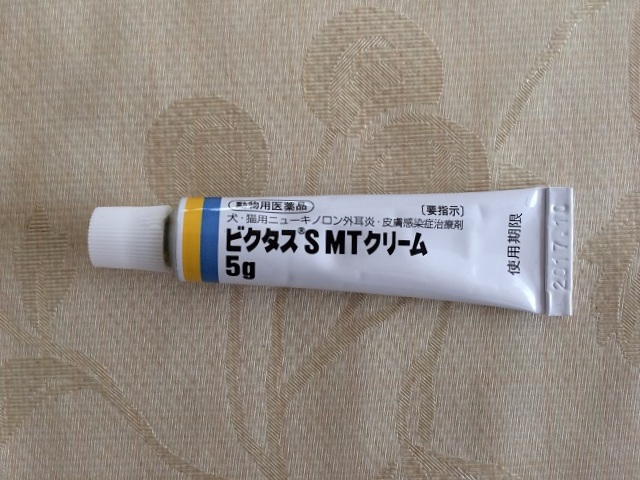 動物用医薬品
〔要指示〕
犬・猫用ニューキノロン外耳炎・皮膚感染症治療剤
ビクタス®S MTクリーム
5g
使用期限
2017.10